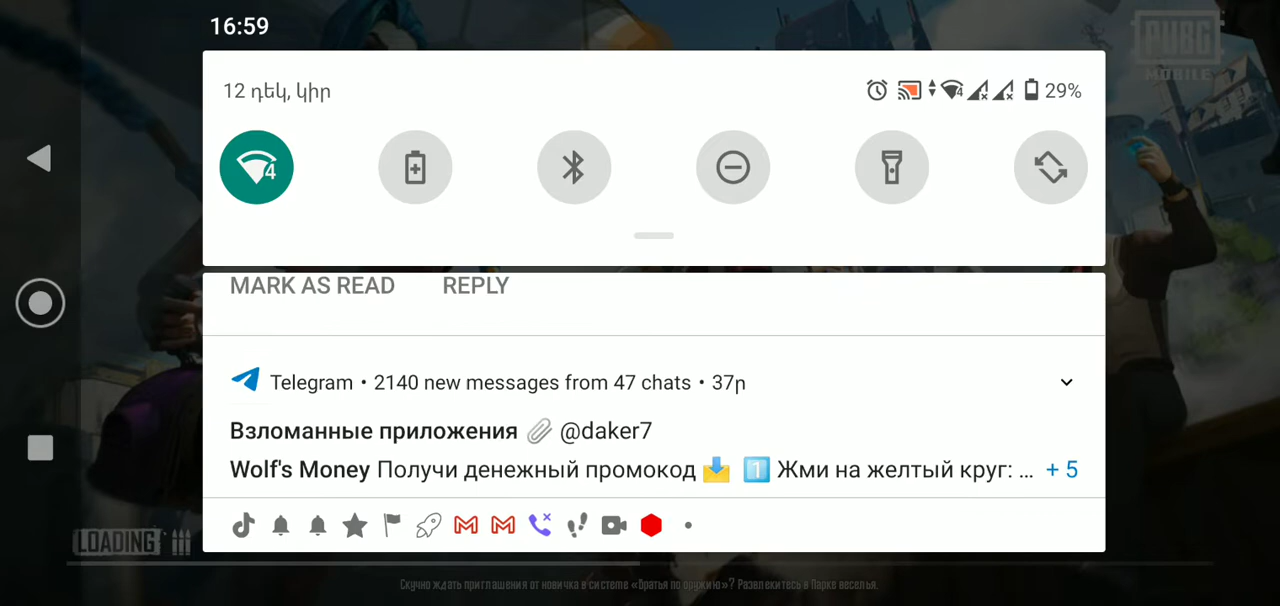 16:59
PUBG
MOBILE
12 դեկ, կիր
4
29%
4
MARK AS READ REPLY
Telegram • 2140 new messages from 47 chats • 37ր
Взломанные приложения 📎 @daker7
Wolf's Money Получи денежный промокод 📩 1️⃣ Жми на желтый круг: ... + 5
LOADING
Скучно ждать приглашения от новичка в системе «Братья по оружию»? Развлекитесь в Парке веселья.